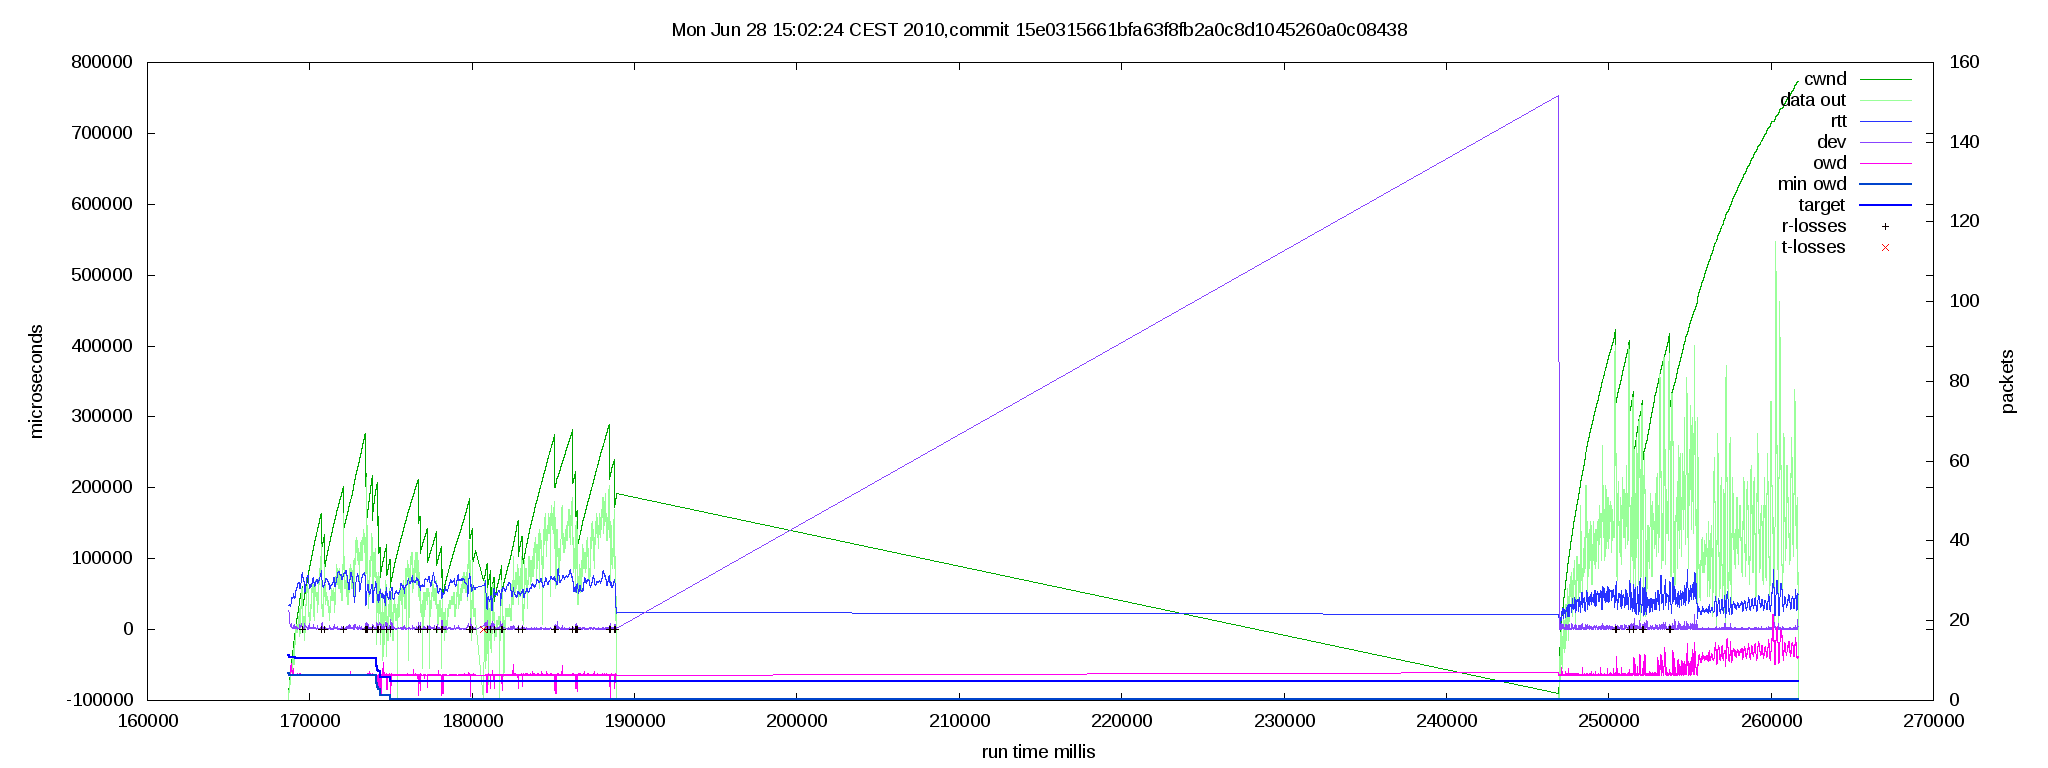 Mon Jun 28 15:02:24 CEST 2010,commit 15e0315661bfa63f8fb2a0c8d1045260a0c08438
800000
700000
600000
500000
400000
300000
200000
100000
0
-100000
microseconds
160
140
120
100
80
60
40
20
0
packets
cwnd
data out
rtt
dev
owd
min owd
target
r-losses
t-losses
160000 170000 180000 190000 200000 210000 220000 230000 240000 250000 260000 270000
run time millis